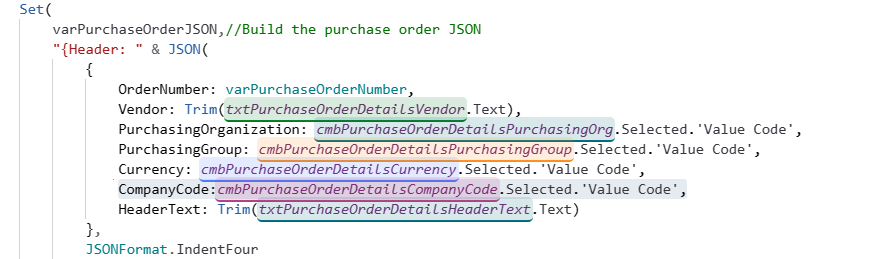 Set(
varPurchaseOrderJSON,//Build the purchase order JSON
"{Header: " & JSON(
{
OrderNumber: varPurchaseOrderNumber,
Vendor: Trim(txtPurchaseOrderDetailsVendor.Text),
PurchasingOrganization: cmbPurchaseOrderDetailsPurchasingOrg.Selected.'Value Code',
PurchasingGroup: cmbPurchaseOrderDetailsPurchasingGroup.Selected.'Value Code',
Currency: cmbPurchaseOrderDetailsCurrency.Selected.'Value Code',
CompanyCode:cmbPurchaseOrderDetailsCompanyCode.Selected.'Value Code',
HeaderText: Trim(txtPurchaseOrderDetailsHeaderText.Text)
},
JSONFormat.IndentFour